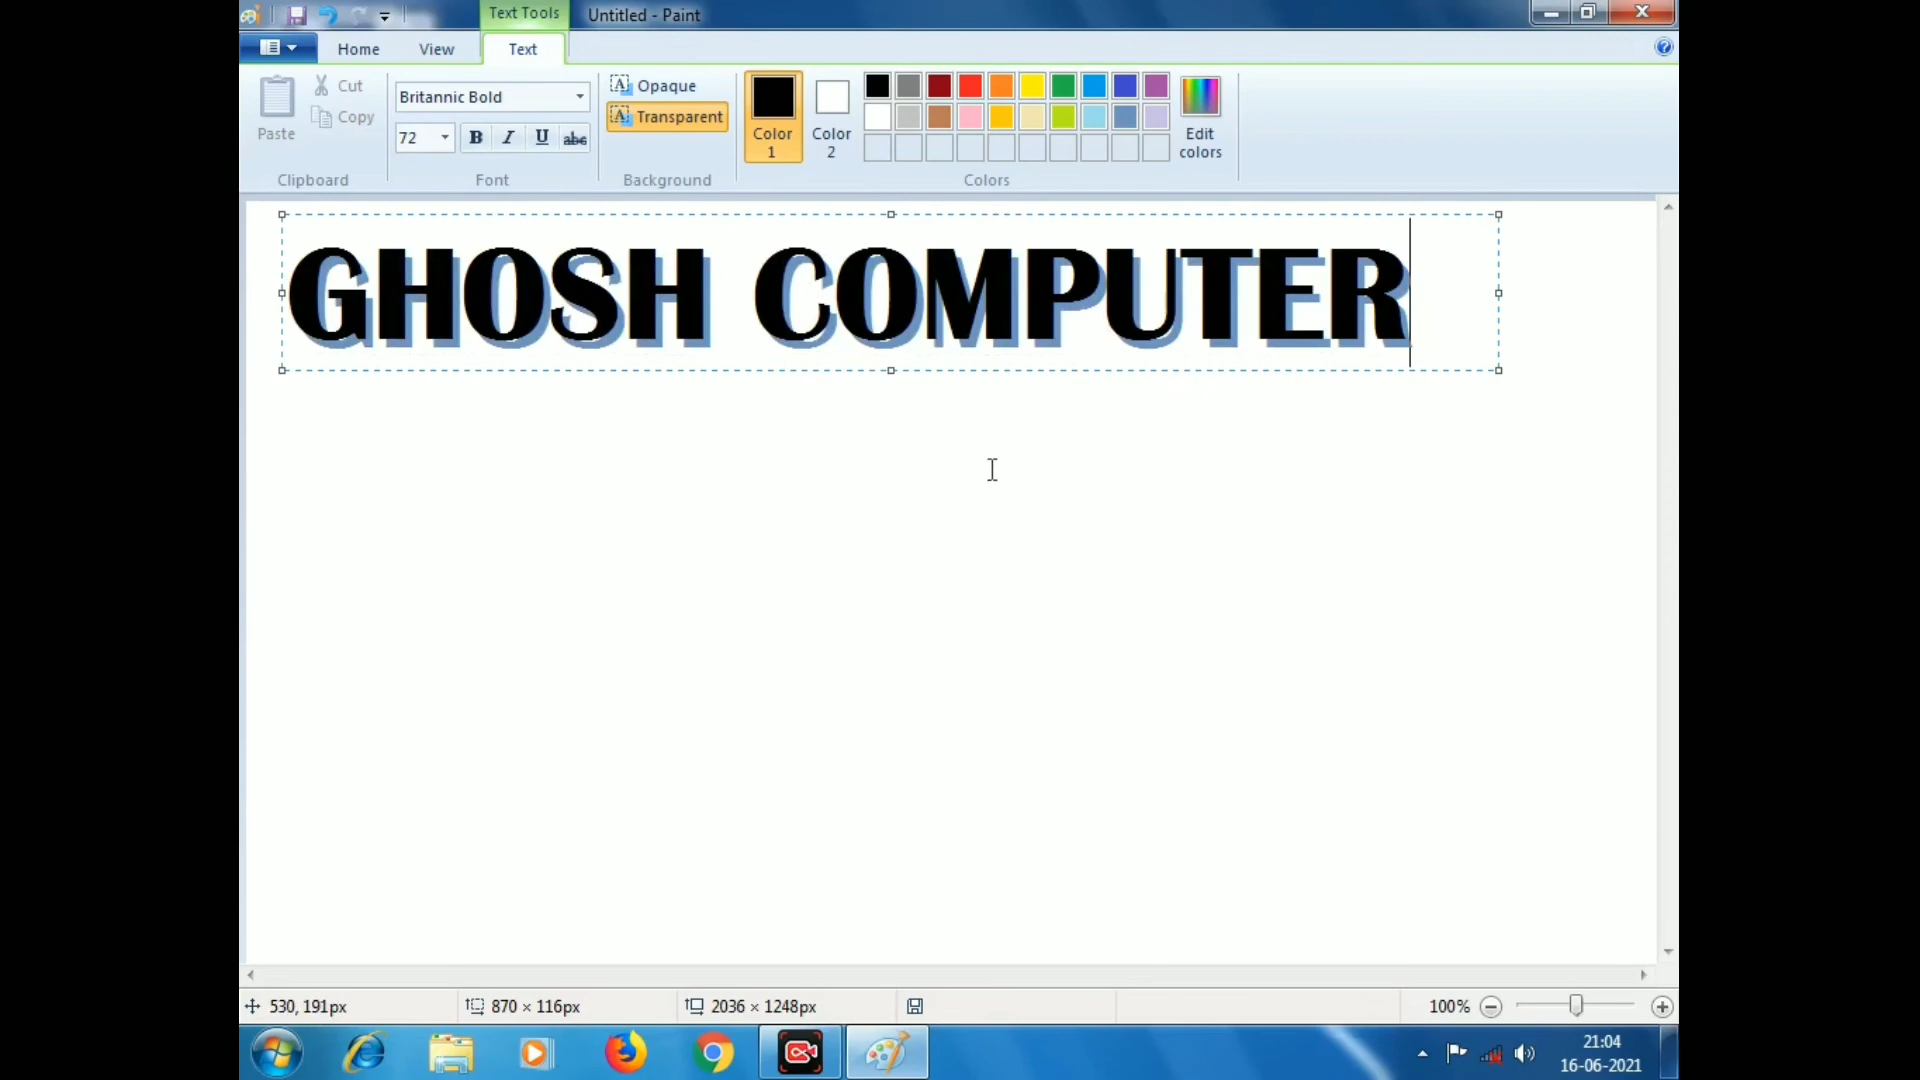 Text Tools
Untitled - Paint
Home
View
Text
Paste
Cut
Copy
Clipboard
Britannic Bold
72
B I U abc
Font
A Opaque
A Transparent
Background
Color 1
Color 2
Edit colors
Colors
GHOSH COMPUTER
530, 191px
870 × 116px
2036 × 1248px
100%
21:04
16-06-2021